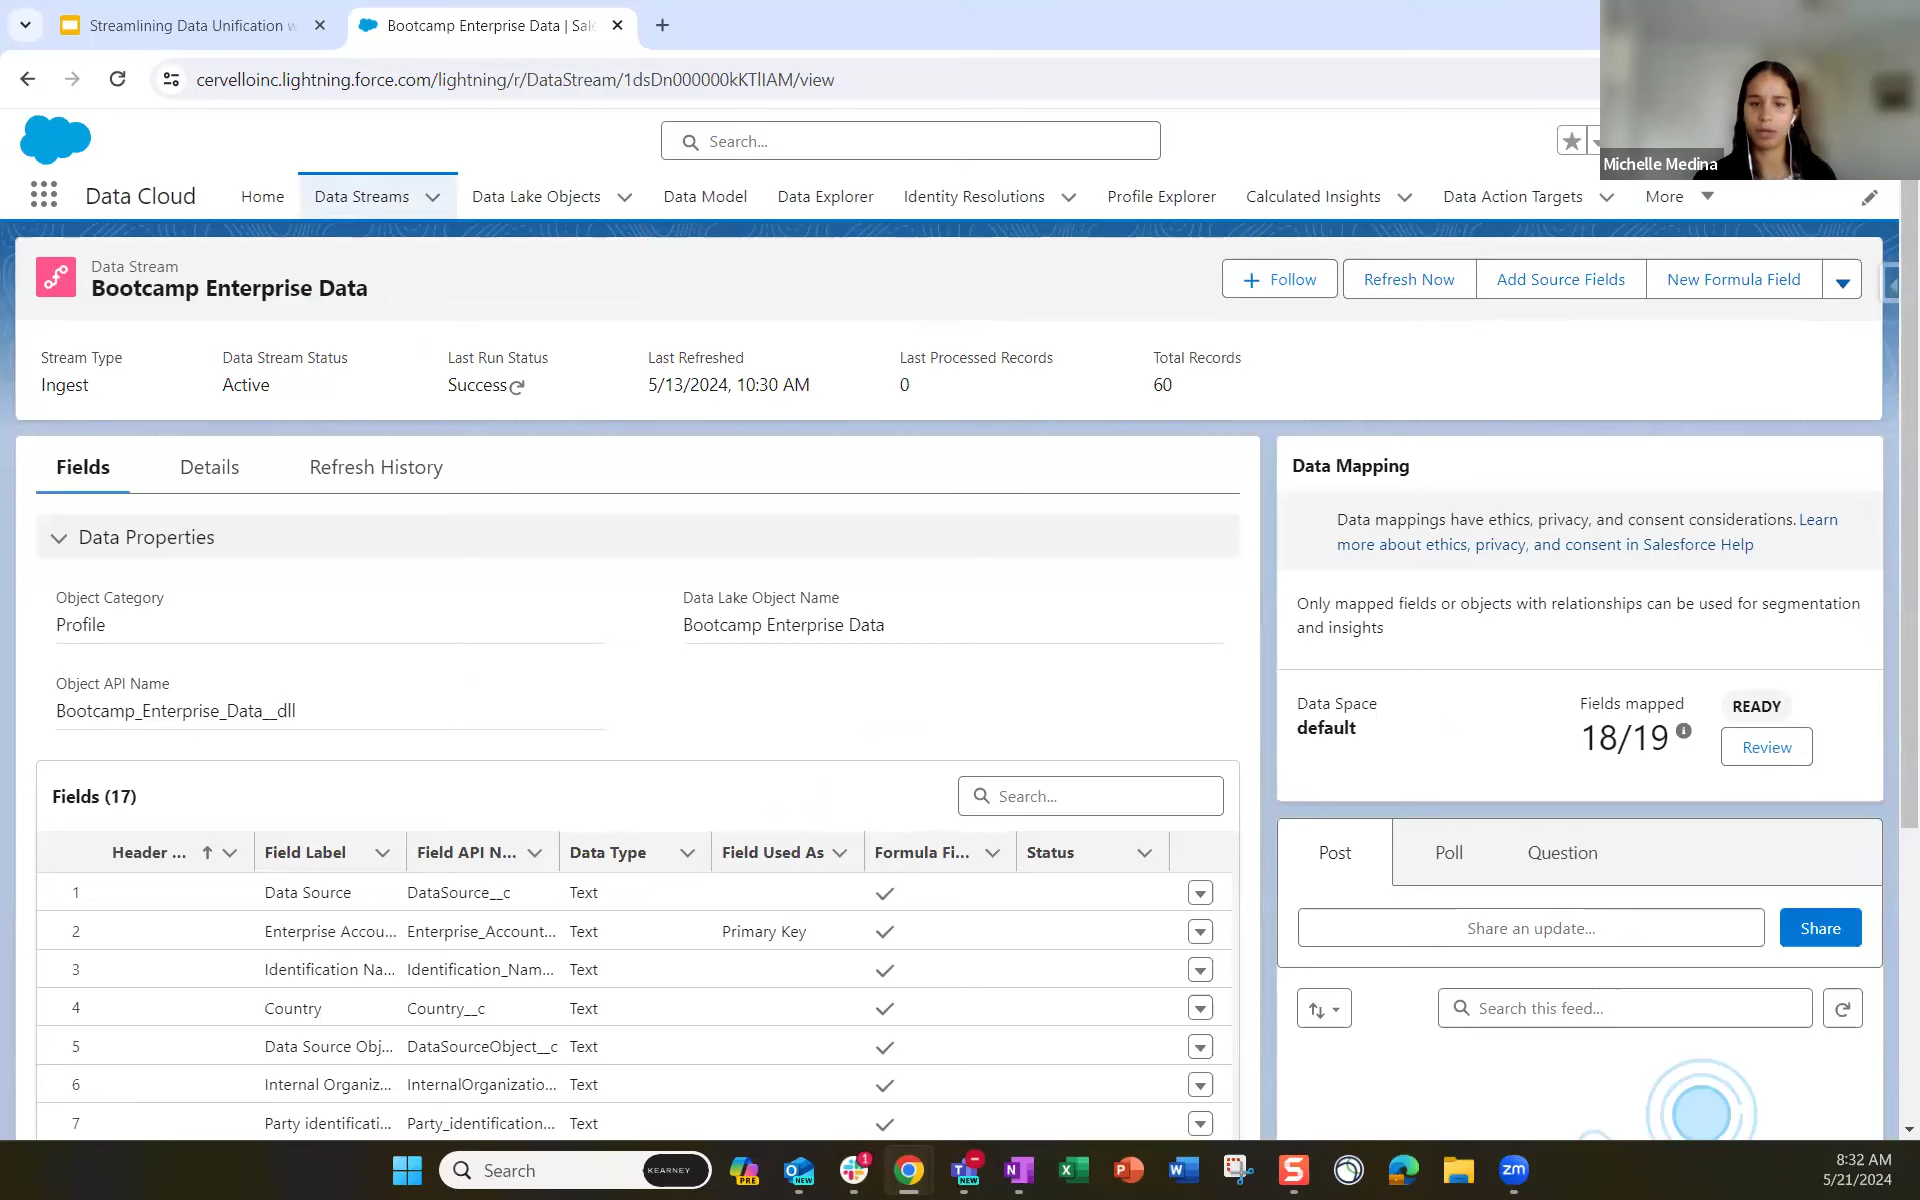 Streamlining Data Unification w
Bootcamp Enterprise Data | Sale
cervelloinc.lightning.force.com/lightning/r/DataStream/1dsDn000000kKTlIAM/view
Search...
Michelle Medina
Data Cloud
Home
Data Streams
Data Lake Objects
Data Model
Data Explorer
Identity Resolutions
Profile Explorer
Calculated Insights
Data Action Targets
More
Data Stream
Bootcamp Enterprise Data
Follow
Refresh Now
Add Source Fields
New Formula Field
Stream Type
Data Stream Status
Last Run Status
Last Refreshed
Last Processed Records
Total Records
Ingest
Active
Success
5/13/2024, 10:30 AM
0
60
Fields
Details
Refresh History
Data Properties
Object Category
Profile
Data Lake Object Name
Bootcamp Enterprise Data
Object API Name
Bootcamp_Enterprise_Data__dll
Data Mapping
Data mappings have ethics, privacy, and consent considerations. Learn
more about ethics, privacy, and consent in Salesforce Help
Only mapped fields or objects with relationships can be used for segmentation
and insights
Data Space
default
Fields mapped
18/19
READY
Review
Fields (17)
Search...
Header ... Field Label Field API N... Data Type Field Used As Formula Fi... Status
1 Data Source DataSource__c Text
2 Enterprise Accou... Enterprise_Account... Text Primary Key
3 Identification Na... Identification_Nam... Text
4 Country Country__c Text
5 Data Source Obj... DataSourceObject__c Text
6 Internal Organiz... InternalOrganizatio... Text
7 Party identificati... Party_identification... Text
Post
Poll
Question
Share an update...
Share
Search this feed...
Search
KEARNEY
PRE
NEW
1
NEW
zm
8:32 AM
5/21/2024